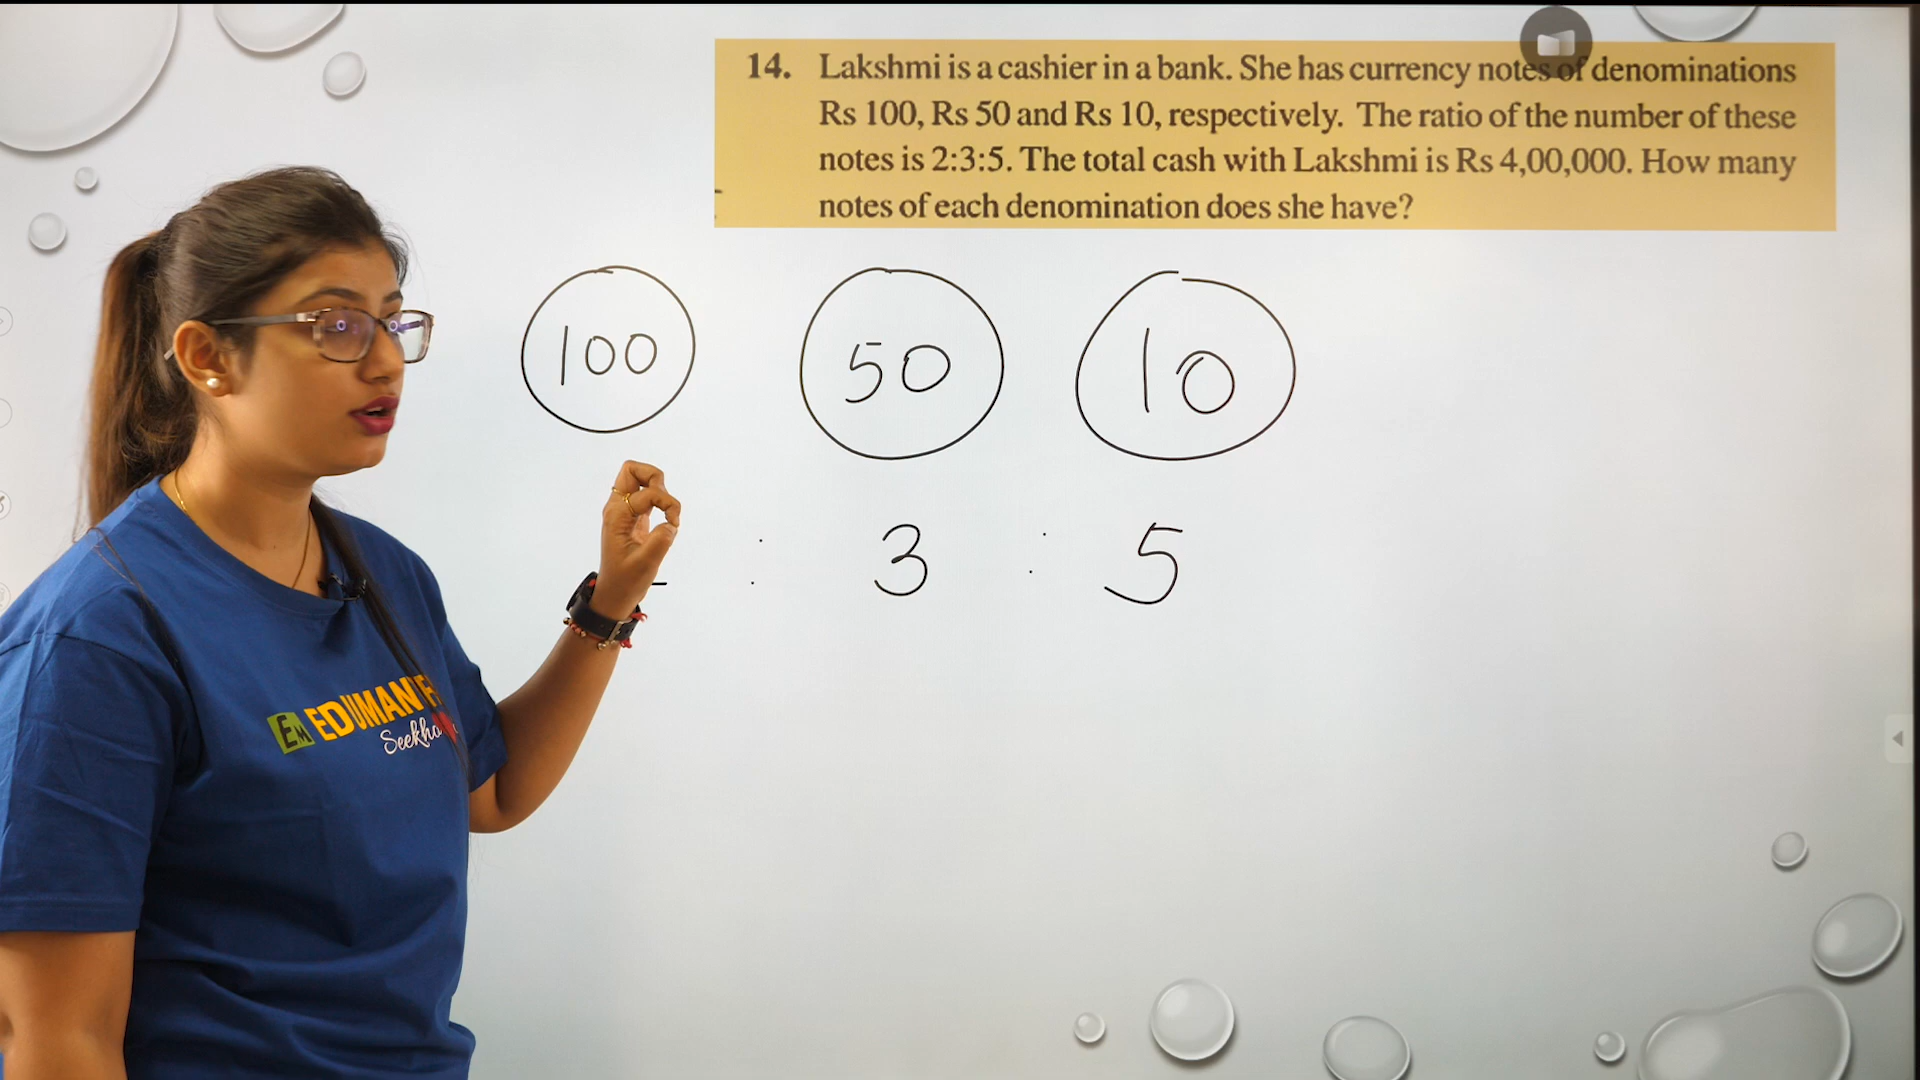 14. Lakshmi is a cashier in a bank. She has currency notes of denominations
Rs 100, Rs 50 and Rs 10, respectively. The ratio of the number of these
notes is 2:3:5. The total cash with Lakshmi is Rs 4,00,000. How many
notes of each denomination does she have?
100 50 10
: 3 : 5
EM
Seekho